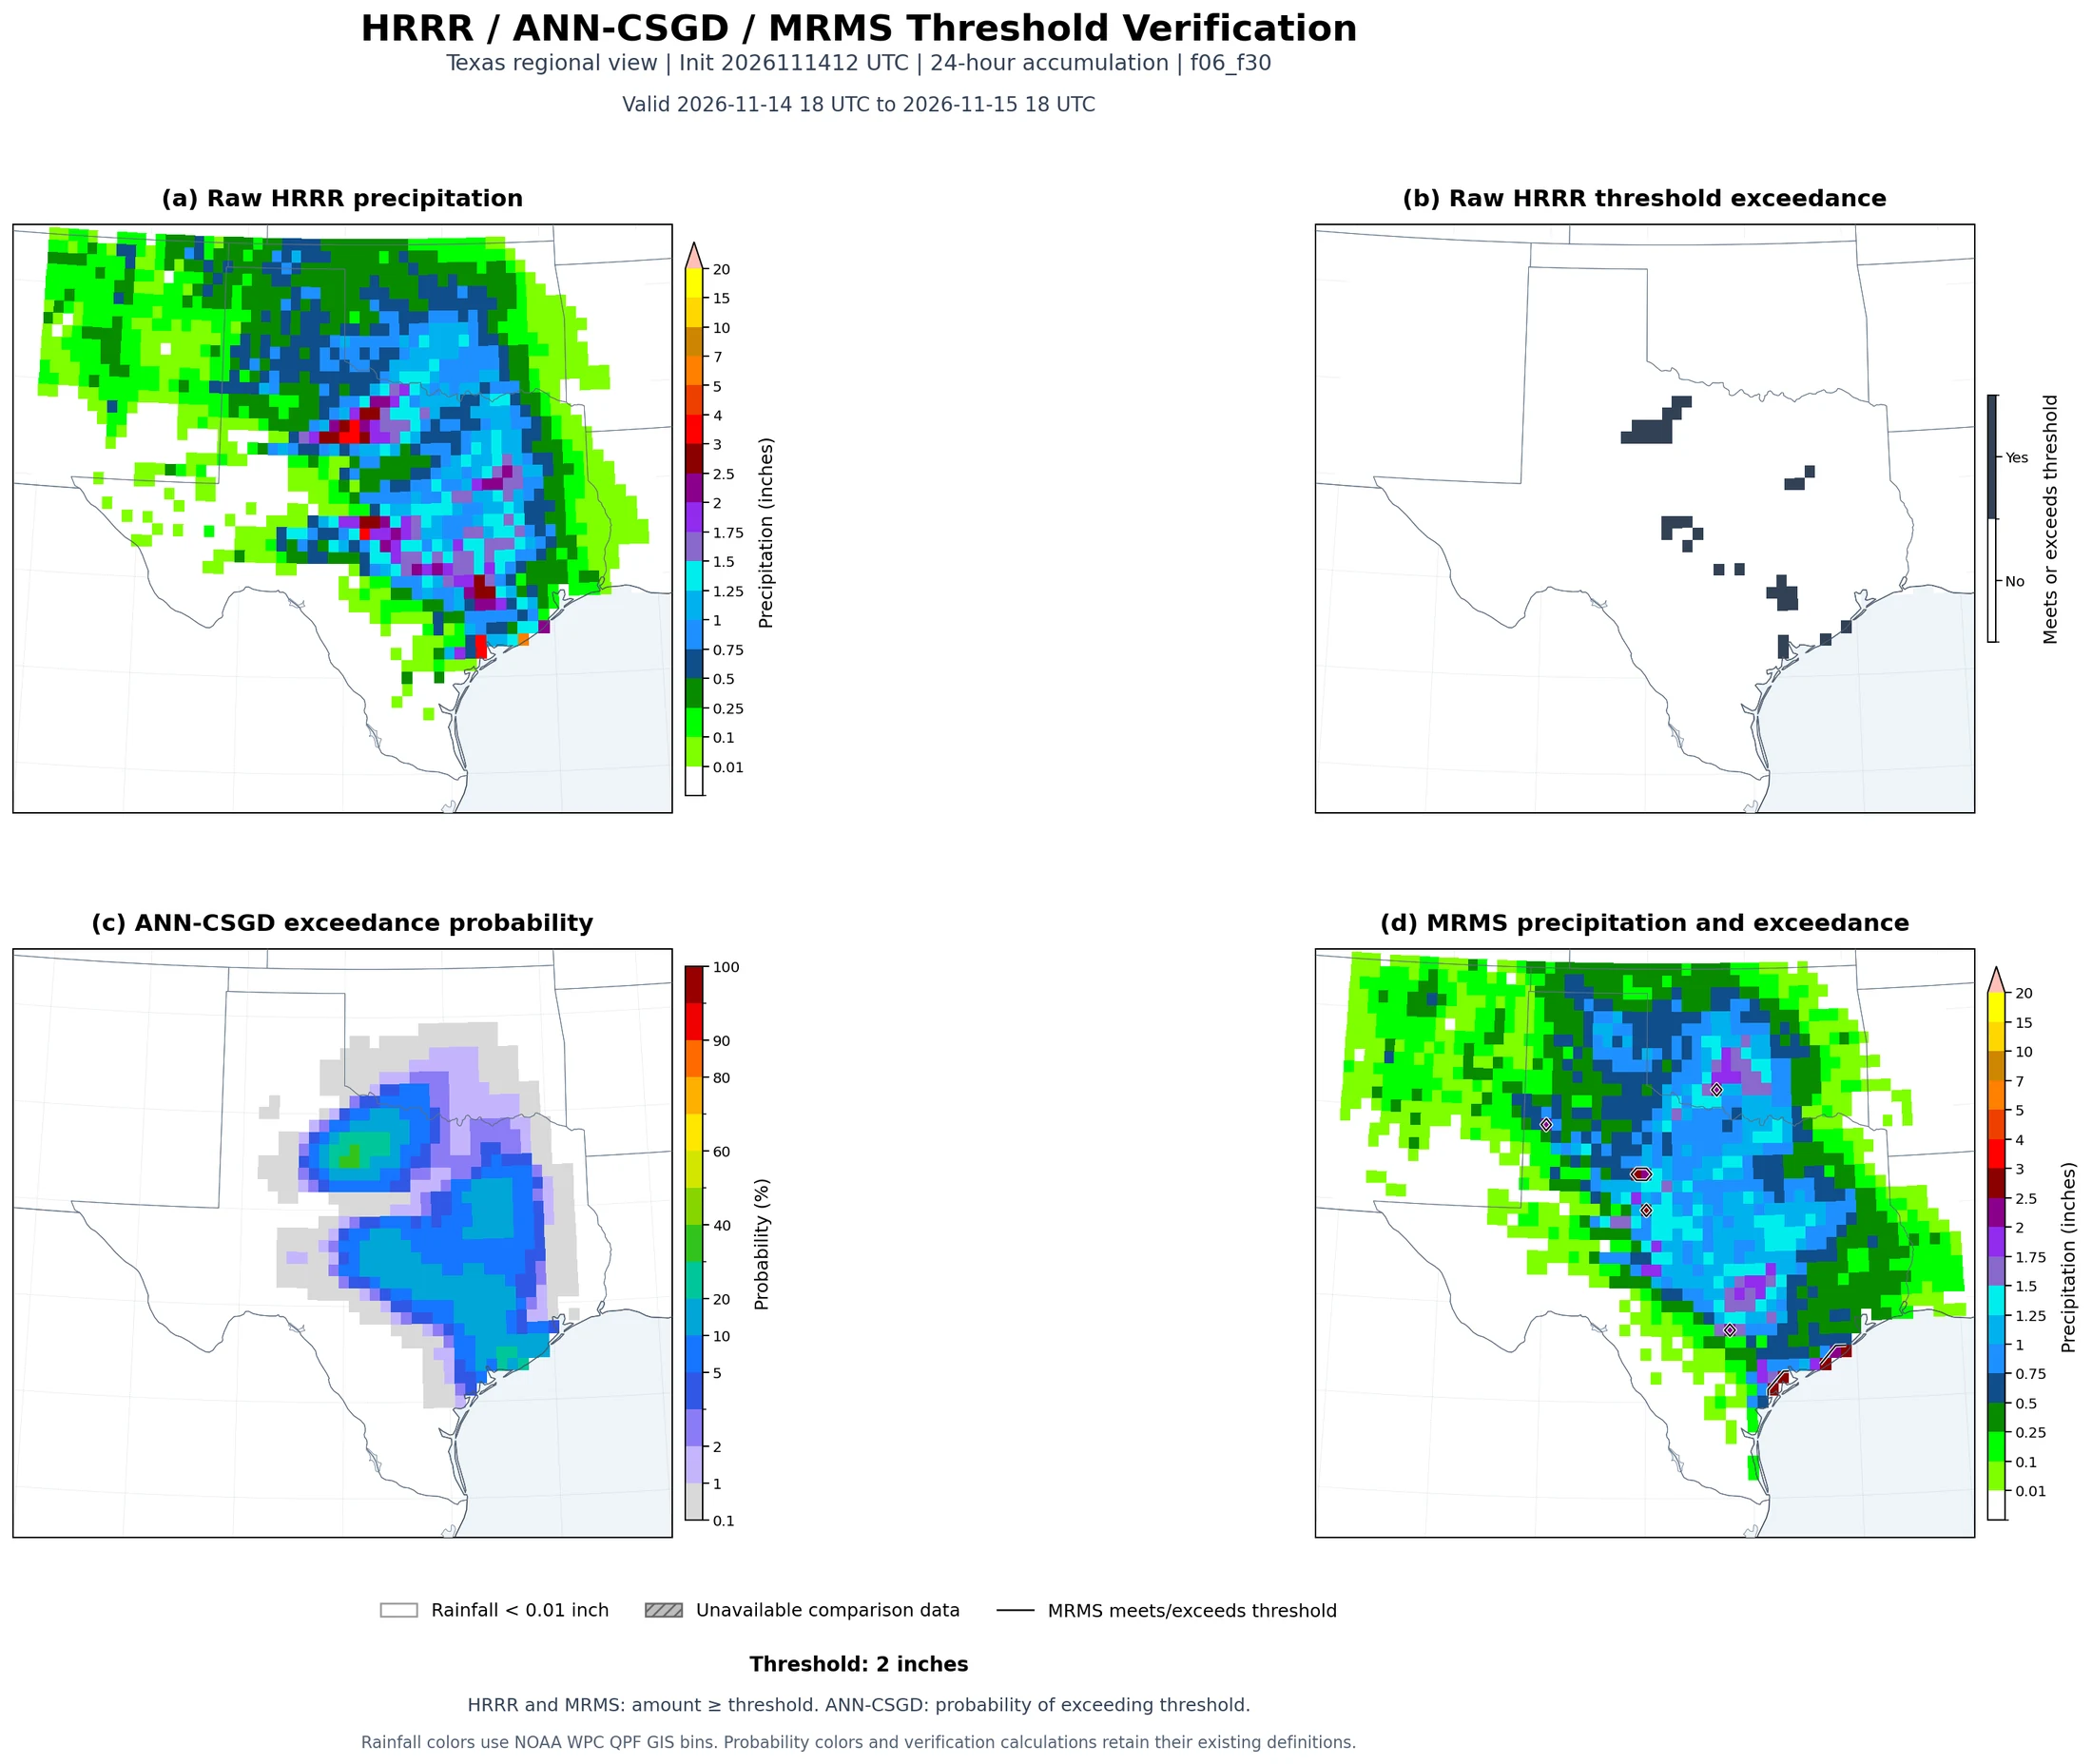 HRRR / ANN-CSGD / MRMS Threshold Verification
Texas regional view | Init 2026111412 UTC | 24-hour accumulation | f06_f30
Valid 2026-11-14 18 UTC to 2026-11-15 18 UTC
(a) Raw HRRR precipitation
20
15
10
7
5
4
3
2.5
2
1.75
1.5
1.25
1
0.75
0.5
0.25
0.1
0.01
Precipitation (inches)
(b) Raw HRRR threshold exceedance
Yes
No
Meets or exceeds threshold
(c) ANN-CSGD exceedance probability
100
90
80
60
40
20
10
5
2
1
0.1
Probability (%)
(d) MRMS precipitation and exceedance
20
15
10
7
5
4
3
2.5
2
1.75
1.5
1.25
1
0.75
0.5
0.25
0.1
0.01
Precipitation (inches)
Rainfall < 0.01 inch
Unavailable comparison data
MRMS meets/exceeds threshold
Threshold: 2 inches
HRRR and MRMS: amount ≥ threshold. ANN-CSGD: probability of exceeding threshold.
Rainfall colors use NOAA WPC QPF GIS bins. Probability colors and verification calculations retain their existing definitions.